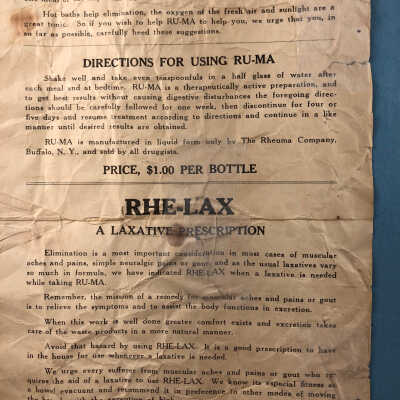 Hot baths help elimination, the oxygen of the fresh air and sunlight are a
great tonic. So if you wish to help RU-MA to help you, we urge that you, in
so far as possible, carefully heed these suggestions.
DIRECTIONS FOR USING RU-MA
Shake well and take even teaspoonfuls in a half glass of water after
each meal and at bedtime. RU-MA is a therapeutically active preparation, and
to get best results without causing digestive disturbances the foregoing direc-
tions should be carefully followed for one week, then discontinue for four or
five days and resume treatment according to directions and continue in a like
manner until desired results are obtained.
RU-MA is manufactured in liquid form only by The Rheuma Company,
Buffalo, N. Y., and sold by all druggists.
PRICE, $1.00 PER BOTTLE
RHE-LAX
A LAXATIVE PRESCRIPTION
Elimination is a most important consideration in most cases of muscular
aches and pains, simple neuralgic pains or gout, and as the usual laxatives vary
so much in formula, we have indicated RHE-LAX when a laxative is needed
while taking RU-MA.
Remember, the mission of a remedy for muscular aches and pains or gout
is to relieve the symptoms and to assist the body functions in excretion.
When this work is well done greater comfort exists and excretion takes
care of the waste products in a more natural manner.
Avoid that hazard by using RHE-LAX. It is a good prescription to have
in the house for use whenever a laxative is needed.
We urge every sufferer from muscular aches and pains or gout who re-
quires the aid of a laxative to use RHE-LAX. We know its especial fitness as
a bowel evacuant and recommend it in preference to other modes of moving
the